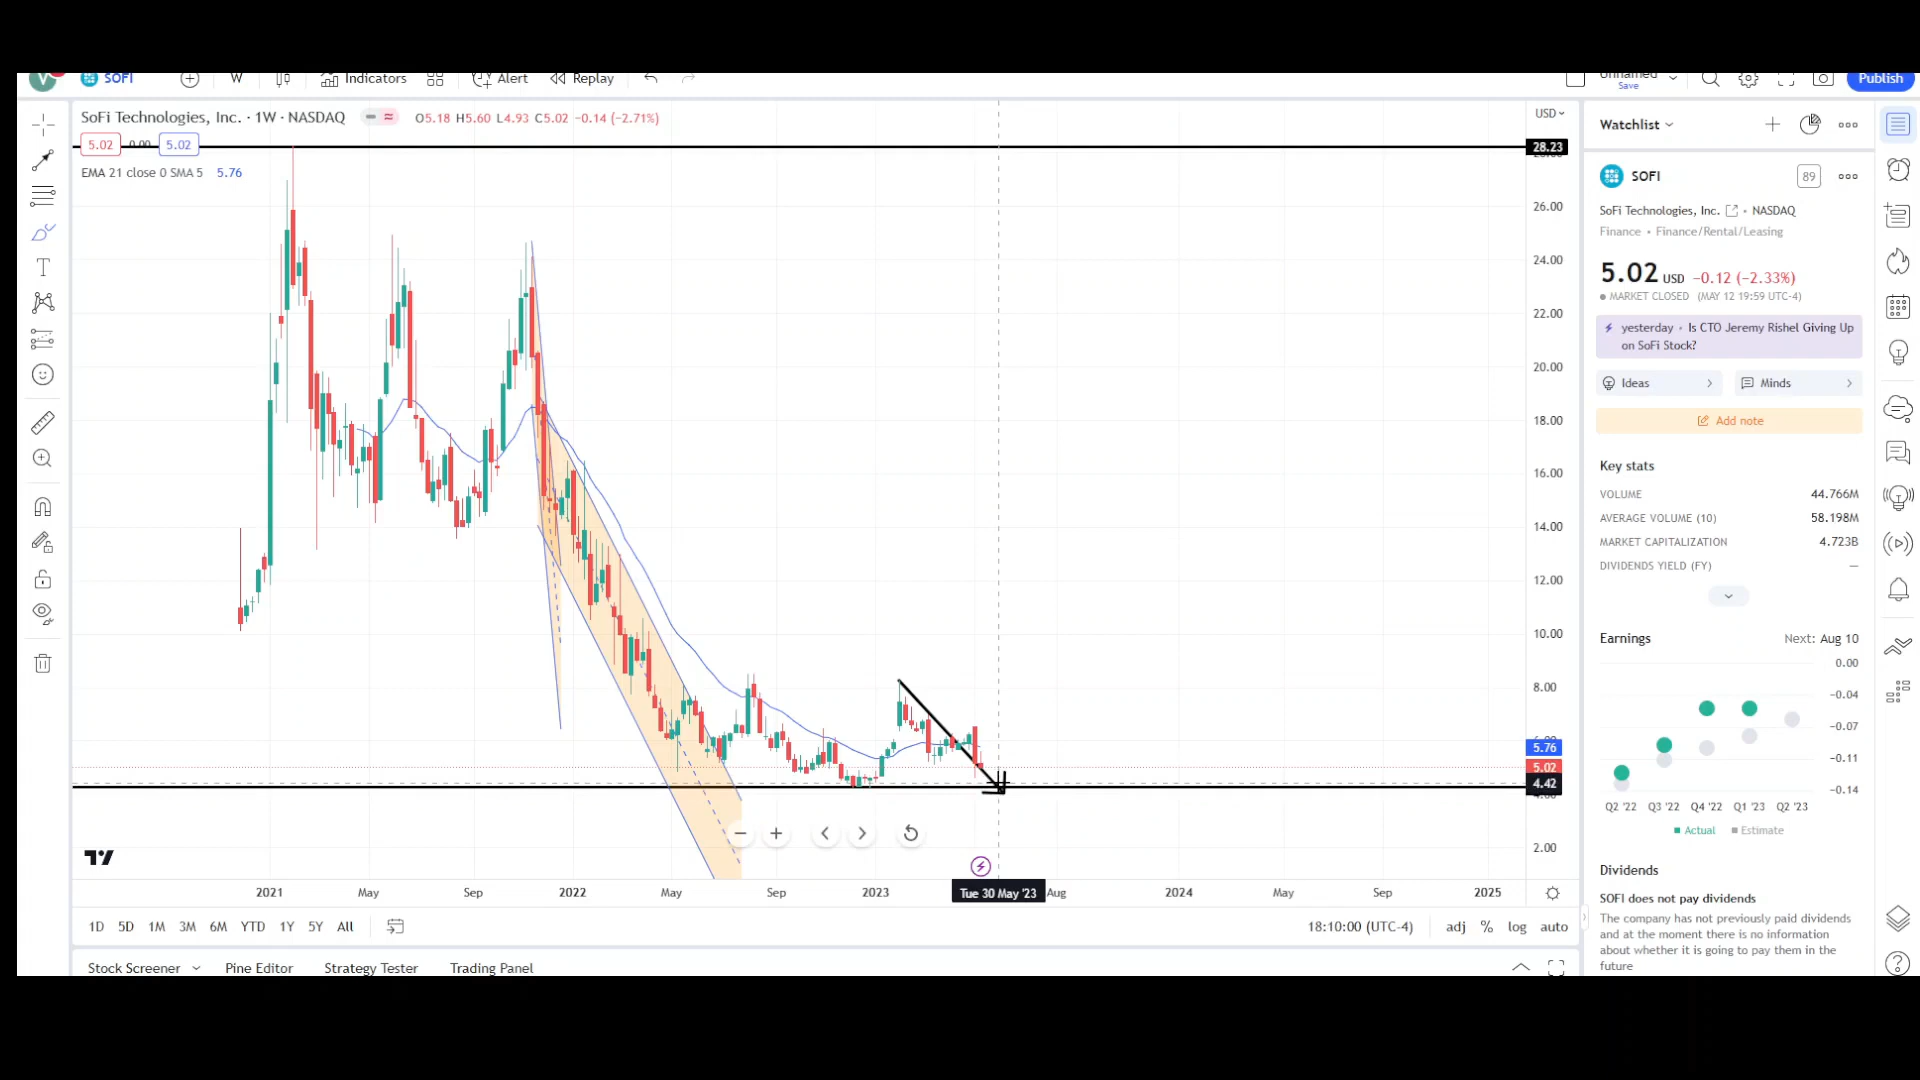 V SOFI W Indicators Alert Replay Unnamed Save Publish
SoFi Technologies, Inc. · 1W · NASDAQ O5.18 H5.60 L4.93 C5.02 −0.14 (−2.71%)
5.02 0.00 5.02
EMA 21 close 0 SMA 5 5.76
USD
28.23
26.00
24.00
22.00
20.00
18.00
16.00
14.00
12.00
10.00
8.00
5.76
5.02
4.42
2.00
2021 May Sep 2022 May Sep 2023 Tue 30 May '23 Aug 2024 May Sep 2025
1D 5D 1M 3M 6M YTD 1Y 5Y All 18:10:00 (UTC-4) adj % log auto
Stock Screener Pine Editor Strategy Tester Trading Panel
Watchlist
SOFI 89
SoFi Technologies, Inc. • NASDAQ
Finance • Finance/Rental/Leasing
5.02 USD −0.12 (−2.33%)
MARKET CLOSED (MAY 12 19:59 UTC-4)
yesterday • Is CTO Jeremy Rishel Giving Up
on SoFi Stock?
Ideas Minds
Add note
Key stats
VOLUME 44.766M
AVERAGE VOLUME (10) 58.198M
MARKET CAPITALIZATION 4.723B
DIVIDENDS YIELD (FY) —
Earnings Next: Aug 10
0.00
−0.04
−0.07
−0.11
−0.14
Q2 '22 Q3 '22 Q4 '22 Q1 '23 Q2 '23
Actual Estimate
Dividends
SOFI does not pay dividends
The company has not previously paid dividends
and at the moment there is no information
about whether it is going to pay them in the
future